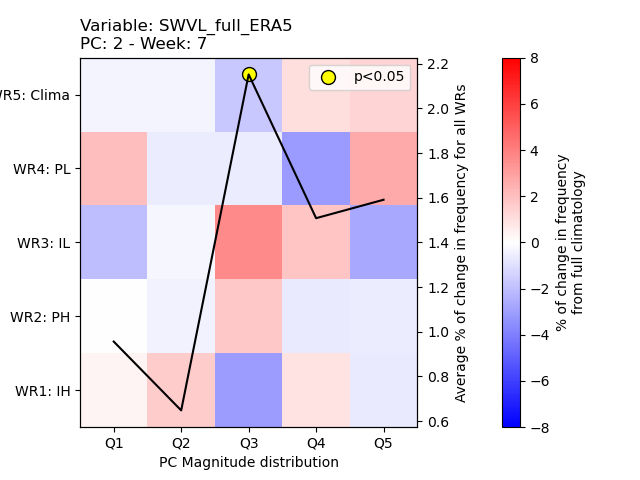 Variable: SWVL_full_ERA5
PC: 2 - Week: 7
p<0.05
WR5: Clima
WR4: PL
WR3: IL
WR2: PH
WR1: IH
Q1 Q2 Q3 Q4 Q5
PC Magnitude distribution
2.2
2.0
1.8
1.6
1.4
1.2
1.0
0.8
0.6
Average % of change in frequency for all WRs
8
6
4
2
0
−2
−4
−6
−8
% of change in frequency
from full climatology